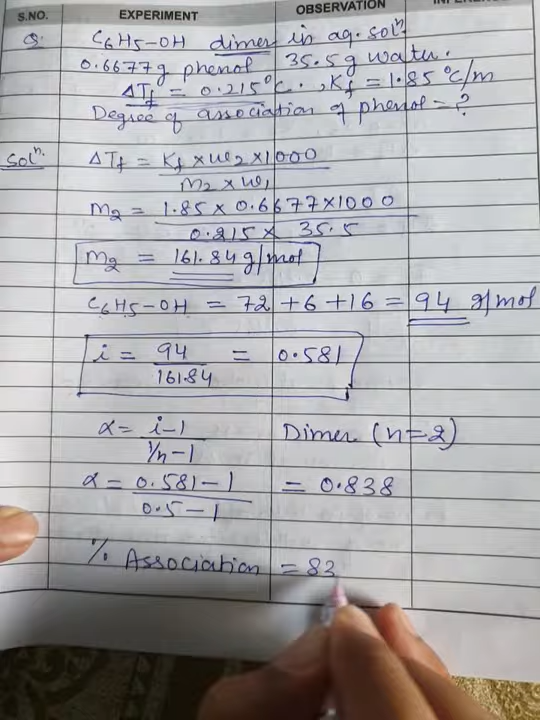 S.NO. EXPERIMENT OBSERVATION
Q. C6H5-OH dimer in aq. solⁿ
0.6677g phenol 35.5g water.
ΔTf = 0.215°C., Kf = 1.85 °C/m
Degree of association of phenol = ?
Solⁿ. ΔTf = Kf × w2 × 1000
M2 × w1
M2 = 1.85 × 0.6677 × 1000
0.215 × 35.5
M2 = 161.84 g/mol
C6H5-OH = 72 + 6 + 16 = 94 g/mol
i = 94 = 0.581
161.84
α = i-1 Dimer (n=2)
1/n - 1
α = 0.581 - 1 = 0.838
0.5 - 1
% Association = 83